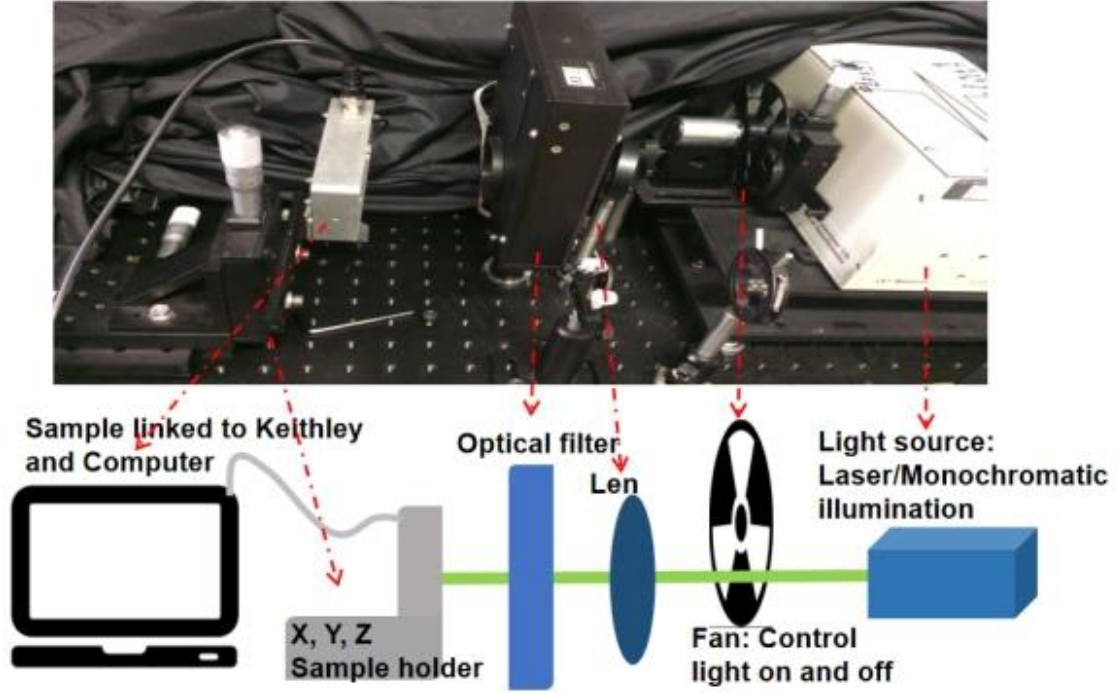 Sample linked to Keithley
and Computer
Optical filter
Len
Light source:
Laser/Monochromatic
illumination
X, Y, Z
Sample holder
Fan: Control
light on and off